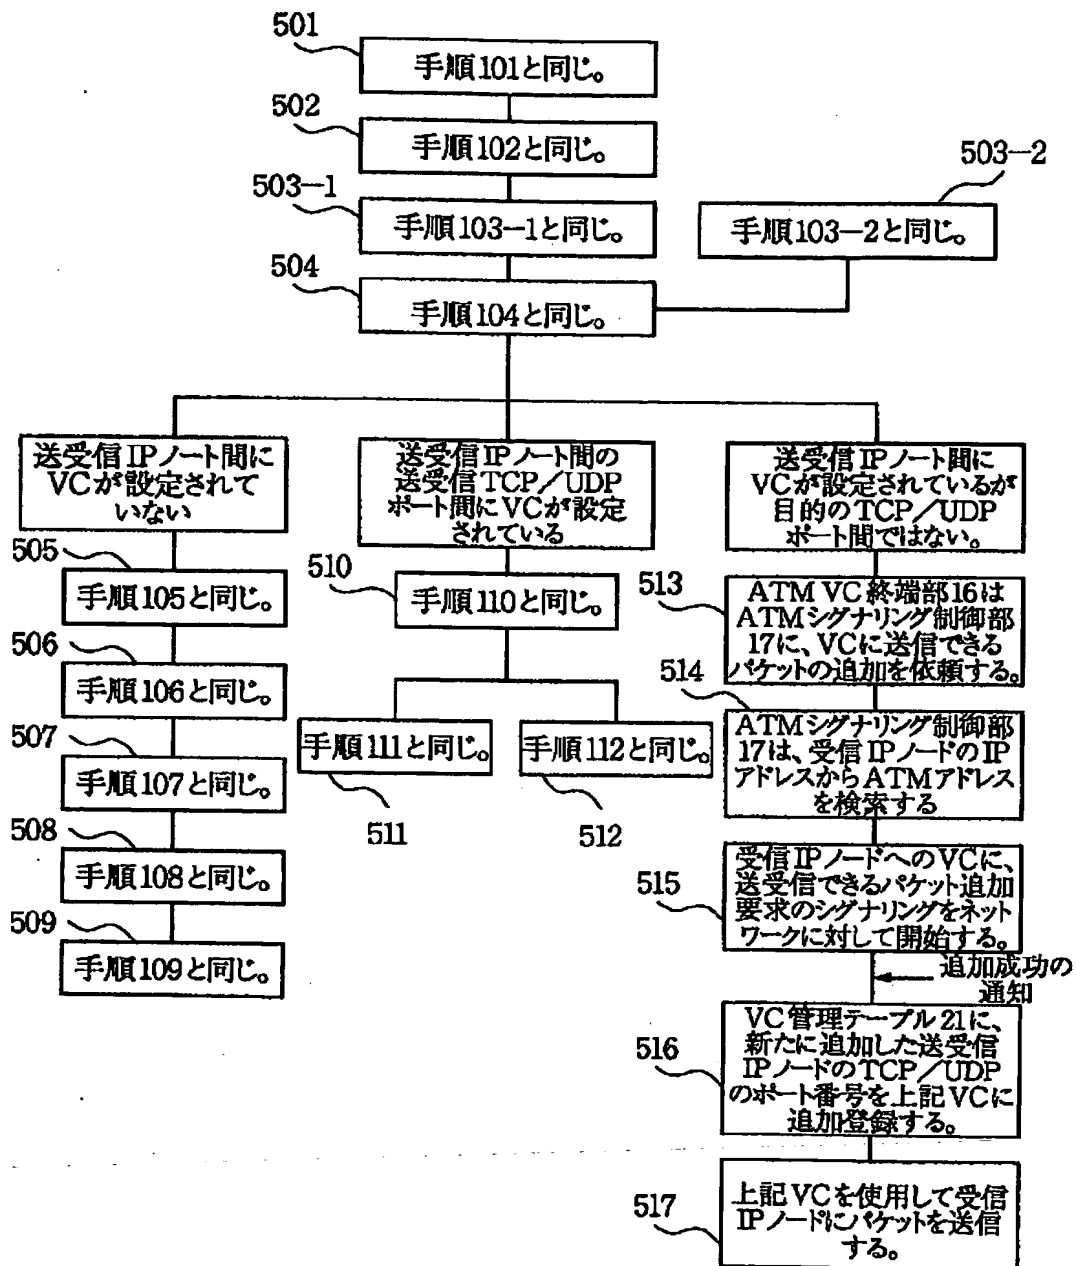 501
手順101と同じ。
502
手順102と同じ。
503-1
手順103-1と同じ。
503-2
手順103-2と同じ。
504
手順104と同じ。
送受信IPノート間に
VCが設定されて
いない
505
手順105と同じ。
506
手順106と同じ。
507
手順107と同じ。
508
手順108と同じ。
509
手順109と同じ。
送受信IPノート間の
送受信TCP/UDP
ポート間にVCが設定
されている
510
手順110と同じ。
手順111と同じ。
511
手順112と同じ。
512
送受信IPノート間に
VCが設定されているが
目的のTCP/UDP
ポート間ではない。
513
ATM VC終端部16は
ATMシグナリング制御部
17に、VCに送信できる
パケットの追加を依頼する。
514
ATMシグナリング制御部
17は、受信IPノードのIP
アドレスからATMアドレス
を検索する
515
受信IPノードへのVCに、
送受信できるパケット追加
要求のシグナリングをネット
ワークに対して開始する。
追加成功の
通知
516
VC管理テーブル21に、
新たに追加した送受信
IPノードのTCP/UDP
のポート番号を上記VCに
追加登録する。
517
上記VCを使用して受信
IPノードにパケットを送信
する。